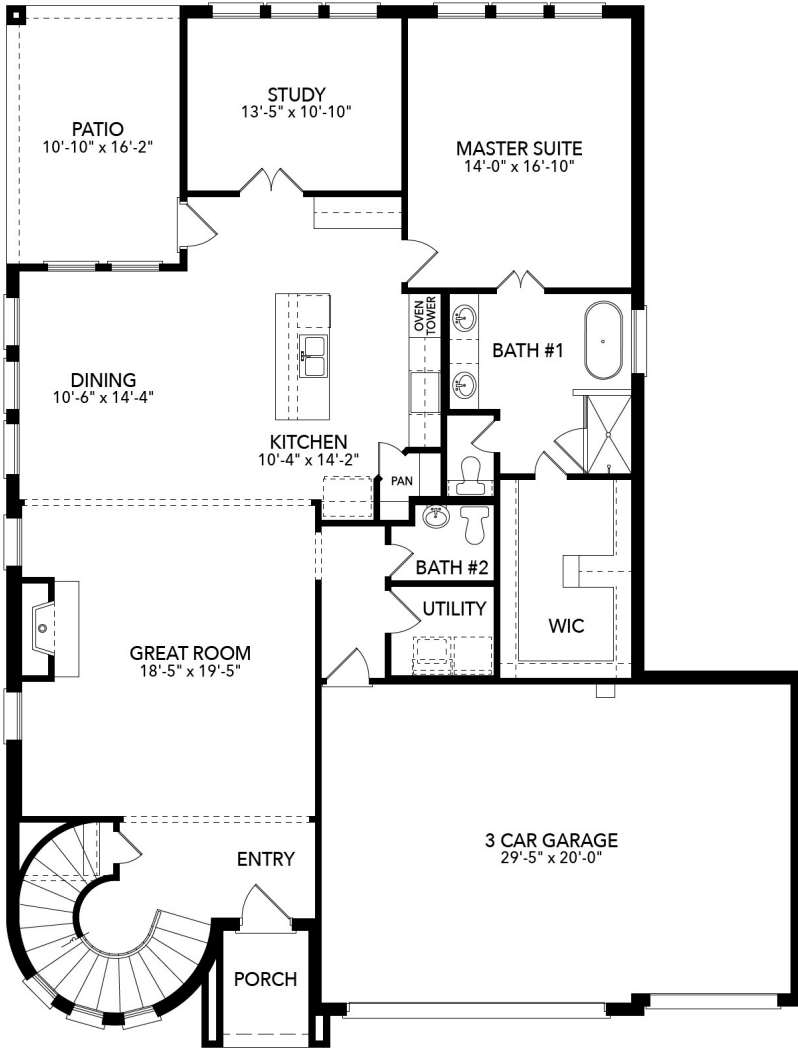 STUDY
13'-5" x 10'-10"
PATIO
10'-10" x 16'-2"
MASTER SUITE
14'-0" x 16'-10"
OVEN
TOWER
BATH #1
DINING
10'-6" x 14'-4"
KITCHEN
10'-4" x 14'-2"
PAN
BATH #2
UTILITY
WIC
GREAT ROOM
18'-5" x 19'-5"
3 CAR GARAGE
29'-5" x 20'-0"
ENTRY
PORCH